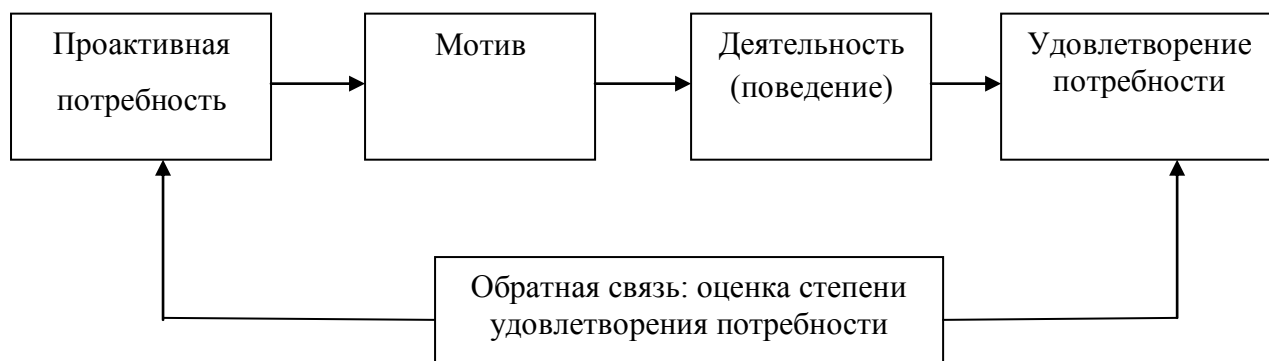 Проактивная
потребность
Мотив
Деятельность
(поведение)
Удовлетворение
потребности
Обратная связь: оценка степени
удовлетворения потребности